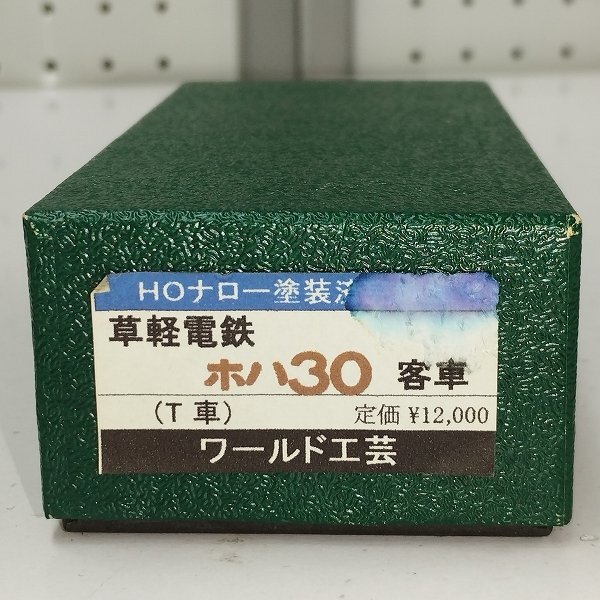 HOナロー塗装済
草軽電鉄
ホハ30 客車
(T車) 定価 ¥12,000
ワールド工芸